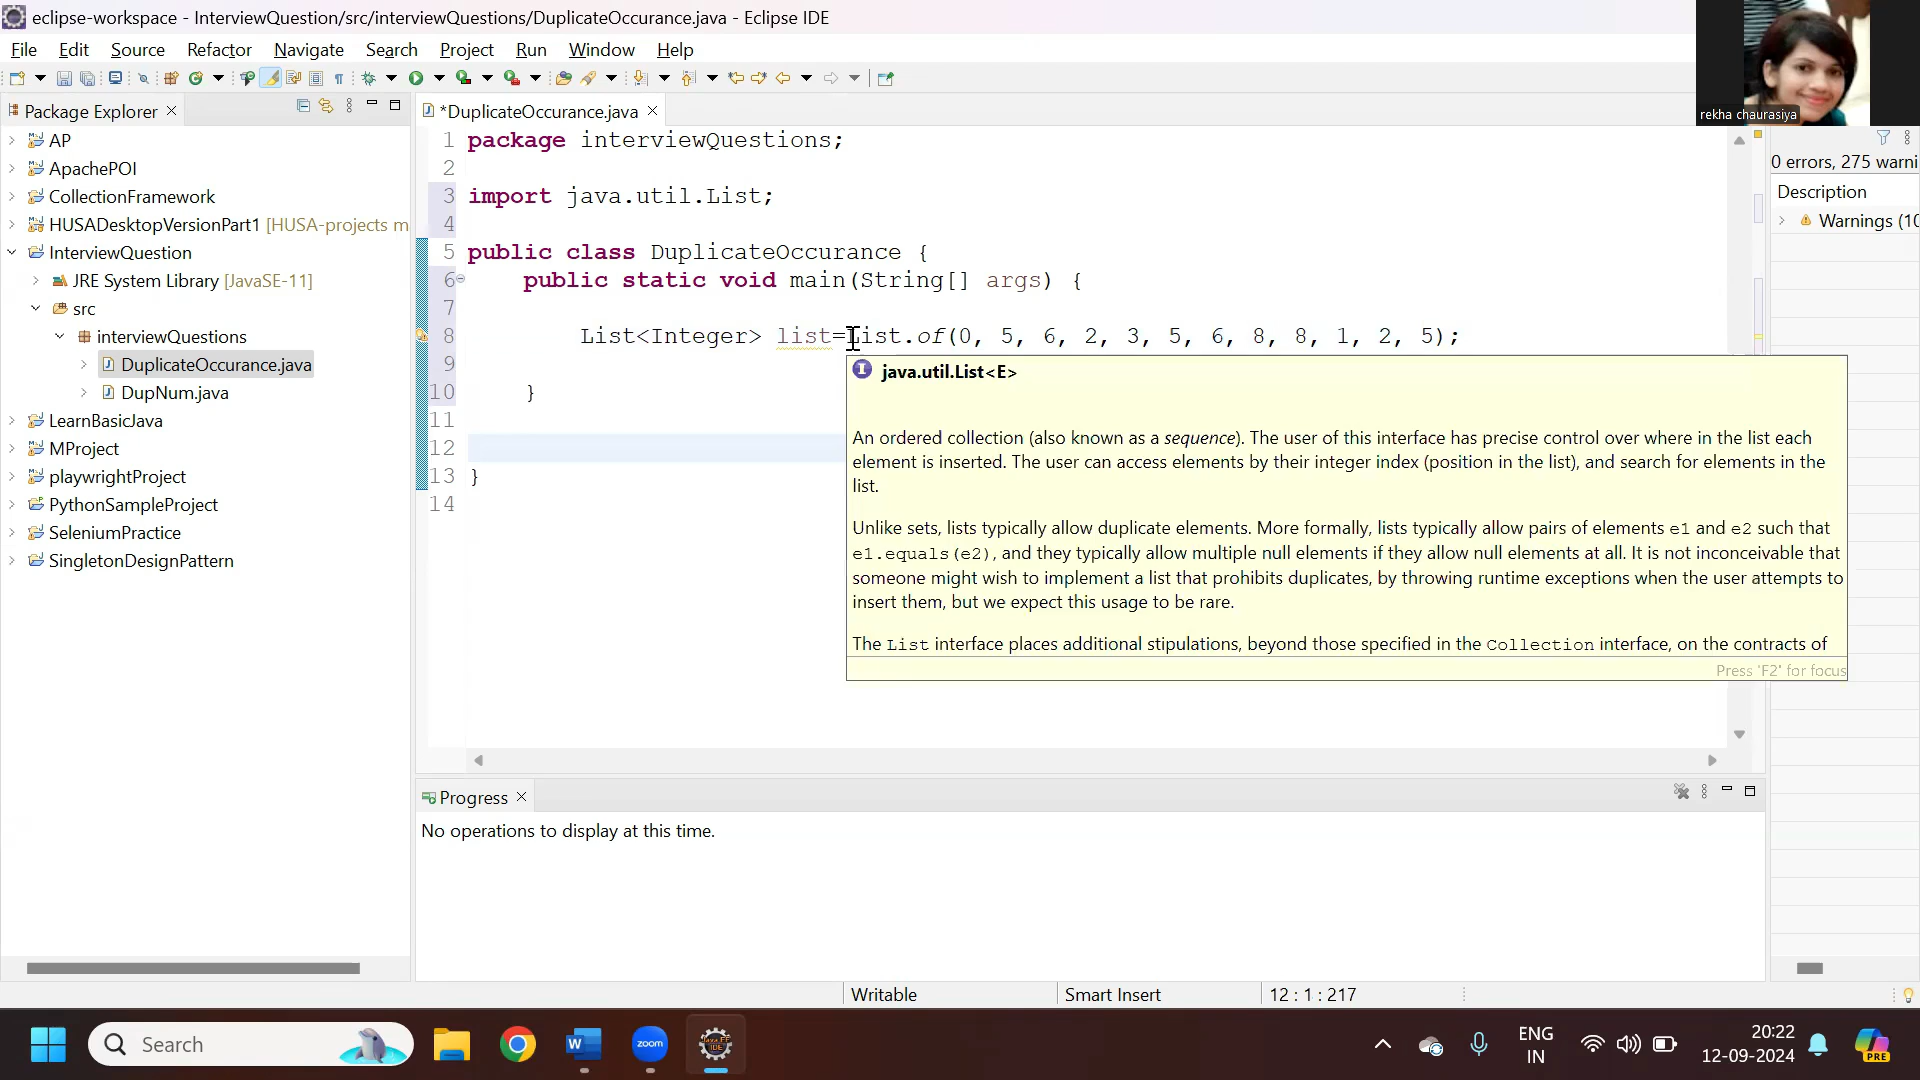 eclipse-workspace - InterviewQuestion/src/interviewQuestions/DuplicateOccurance.java - Eclipse IDE
File Edit Source Refactor Navigate Search Project Run Window Help
rekha chaurasiya
Package Explorer
AP
ApachePOI
CollectionFramework
HUSADesktopVersionPart1 [HUSA-projects m
InterviewQuestion
JRE System Library [JavaSE-11]
src
interviewQuestions
DuplicateOccurance.java
DupNum.java
LearnBasicJava
MProject
playwrightProject
PythonSampleProject
SeleniumPractice
SingletonDesignPattern
*DuplicateOccurance.java
1 package interviewQuestions;
2
3 import java.util.List;
4
5 public class DuplicateOccurance {
6 public static void main(String[] args) {
7
8 List<Integer> list=List.of(0, 5, 6, 2, 3, 5, 6, 8, 8, 1, 2, 5);
9
10 }
11
12
13 }
14
java.util.List<E>
An ordered collection (also known as a sequence). The user of this interface has precise control over where in the list each
element is inserted. The user can access elements by their integer index (position in the list), and search for elements in the
list.
Unlike sets, lists typically allow duplicate elements. More formally, lists typically allow pairs of elements e1 and e2 such that
e1.equals(e2), and they typically allow multiple null elements if they allow null elements at all. It is not inconceivable that
someone might wish to implement a list that prohibits duplicates, by throwing runtime exceptions when the user attempts to
insert them, but we expect this usage to be rare.
The List interface places additional stipulations, beyond those specified in the Collection interface, on the contracts of
Press 'F2' for focus
0 errors, 275 warni
Description
Warnings (10
Progress
No operations to display at this time.
Writable Smart Insert 12 : 1 : 217
Search
W
zoom
Java EE
IDE
ENG
IN
20:22
12-09-2024
PRE